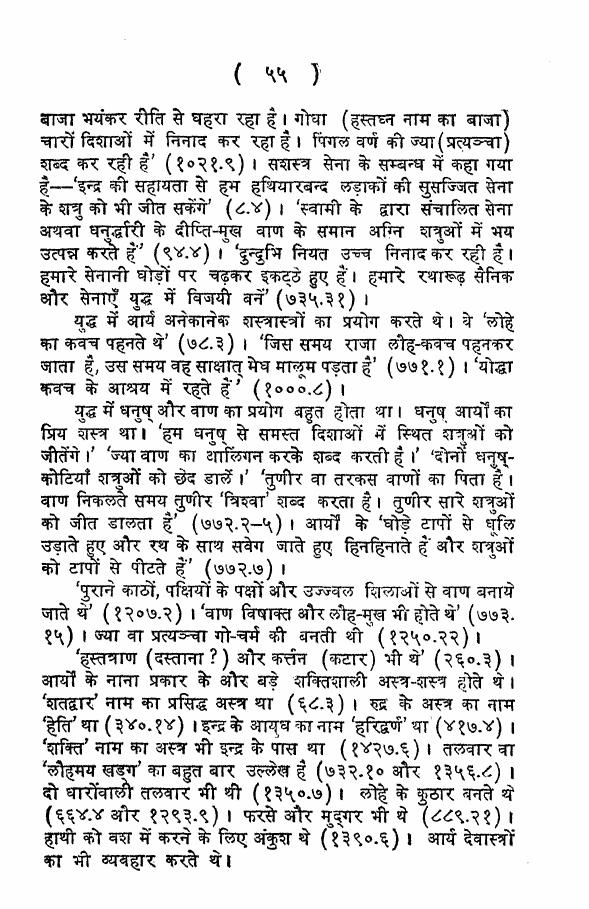 ( ५५ )
बाजा भयंकर रीति से घहरा रहा है। गोधा (हस्तघ्न नाम का बाजा)
चारों दिशाओं में निनाद कर रहा है। पिंगल वर्ण की ज्या (प्रत्यञ्चा)
शब्द कर रही है’ (१०२१.९) । सशस्त्र सेना के सम्बन्ध में कहा गया
है—‘इन्द्र की सहायता से हम हथियारबन्द लड़ाकों की सुसज्जित सेना
के शत्रु को भी जीत सकेंगे’ (८.४) । ‘स्वामी के द्वारा संचालित सेना
अथवा धनुर्द्धारी के दीप्ति-मुख वाण के समान अग्नि शत्रुओं में भय
उत्पन्न करते हैं’ (९४.४) । ‘दुन्दुभि नियत उच्च निनाद कर रही है।
हमारे सेनानी घोड़ों पर चढ़कर इकट्ठे हुए हैं। हमारे रथारूढ़ सैनिक
और सेनाएँ युद्ध में विजयी बनें’ (७३५.३१) ।
युद्ध में आर्य अनेकानेक शस्त्रास्त्रों का प्रयोग करते थे। वे ‘लोहे
का कवच पहनते थे’ (७८.३) । ‘जिस समय राजा लौह-कवच पहनकर
जाता है, उस समय वह साक्षात् मेघ मालूम पड़ता है’ (७७१.१) । ‘योद्धा
कवच के आश्रय में रहते हैं’ (१०००.८) ।
युद्ध में धनुष् और वाण का प्रयोग बहुत होता था। धनुष् आर्यों का
प्रिय शस्त्र था। ‘हम धनुष् से समस्त दिशाओं में स्थित शत्रुओं को
जीतेंगे।’ ‘ज्या वाण का आलिंगन करके शब्द करती है।’ ‘दोनों धनुष्-
कोटियाँ शत्रुओं को छेद डालें।’ ‘तुणीर वा तरकस वाणों का पिता है।
वाण निकलते समय तुणीर ‘त्रिश्वा’ शब्द करता है। तुणीर सारे शत्रुओं
को जीत डालता है’ (७७२.२-५) । आर्यों के ‘घोड़े टापों से धूलि
उड़ाते हुए और रथ के साथ सवेग जाते हुए हिनहिनाते हैं और शत्रुओं
को टापों से पीटते हैं’ (७७२.७) ।
‘पुराने काठों, पक्षियों के पक्षों और उज्ज्वल शिलाओं से वाण बनाये
जाते थे’ (१२०७.२) । ‘वाण विषाक्त और लौह-मुख भी होते थे’ (७७३.
१५) । ज्या वा प्रत्यञ्चा गो-चर्म की बनती थी (१२५०.२२) ।
‘हस्तत्राण (दस्ताना ?) और कर्त्तन (कटार) भी थे’ (२६०.३) ।
आर्यों के नाना प्रकार के और बड़े शक्तिशाली अस्त्र-शस्त्र होते थे।
‘शतद्वार’ नाम का प्रसिद्ध अस्त्र था (६८.३) । रुद्र के अस्त्र का नाम
‘हेति’ था (३४०.१४) । इन्द्र के आयुध का नाम ‘हरिद्वर्ण’ था (४१७.४) ।
‘शक्ति’ नाम का अस्त्र भी इन्द्र के पास था (१४२७.६) । तलवार वा
‘लौहमय खड्ग’ का बहुत बार उल्लेख है (७३२.१० और १३५६.८) ।
दो धारोंवाली तलवार भी थी (१३५०.७) । लोहे के कुठार बनते थे
(६६४.४ और १२९३.९) । फरसे और मुद्गर भी थे (८८९.२१) ।
हाथी को वश में करने के लिए अंकुश थे (१३९०.६) । आर्य देवास्त्रों
का भी व्यवहार करते थे।